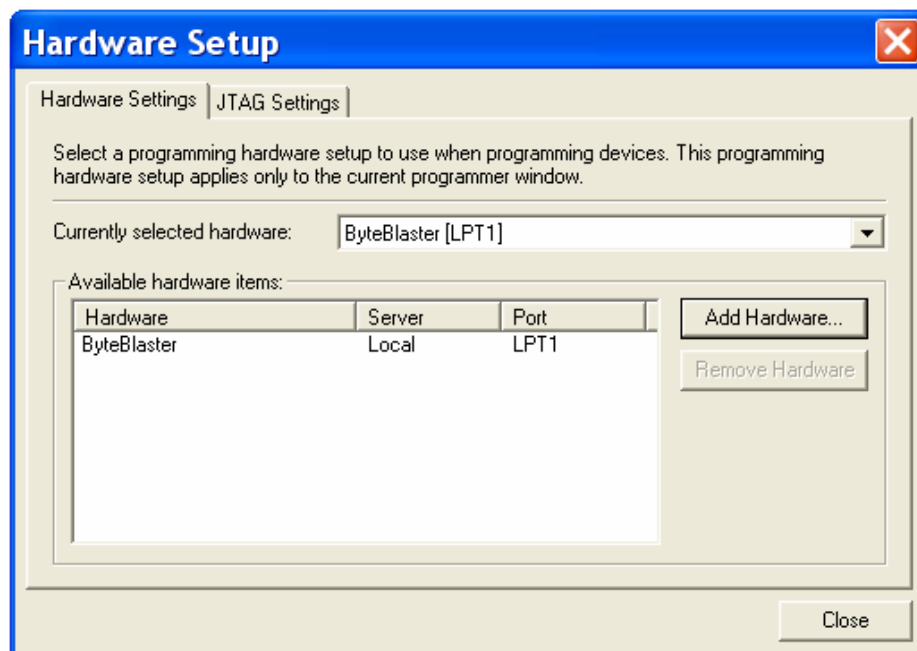 Hardware Setup
Hardware Settings JTAG Settings
Select a programming hardware setup to use when programming devices. This programming
hardware setup applies only to the current programmer window.
Currently selected hardware: ByteBlaster [LPT1]
Available hardware items:
Hardware Server Port
ByteBlaster Local LPT1
Add Hardware...
Remove Hardware
Close